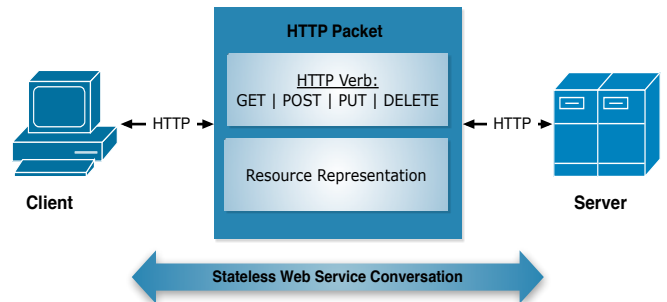 HTTP Packet
HTTP Verb:
GET | POST | PUT | DELETE
HTTP
HTTP
Resource Representation
Client
Server
Stateless Web Service Conversation